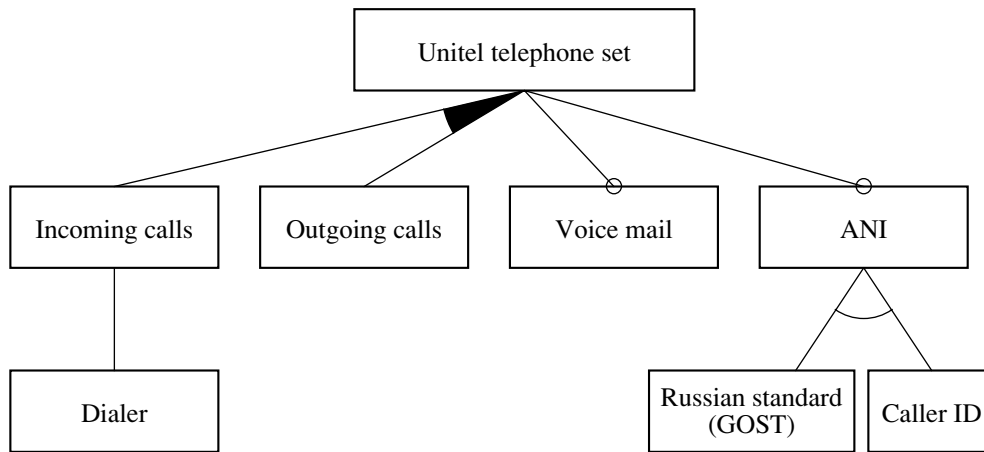 Unitel telephone set
Incoming calls
Outgoing calls
Voice mail
ANI
Dialer
Russian standard
(GOST)
Caller ID